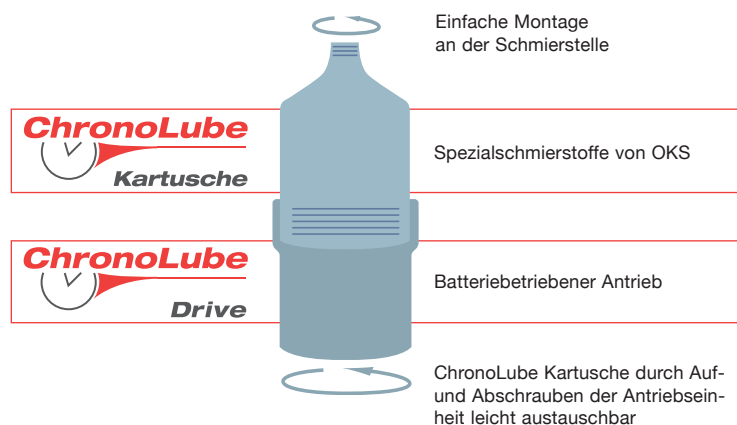 Einfache Montage
an der Schmierstelle
ChronoLube
Kartusche
Spezialschmierstoffe von OKS
ChronoLube
Drive
Batteriebetriebener Antrieb
ChronoLube Kartusche durch Auf-
und Abschrauben der Antriebsein-
heit leicht austauschbar